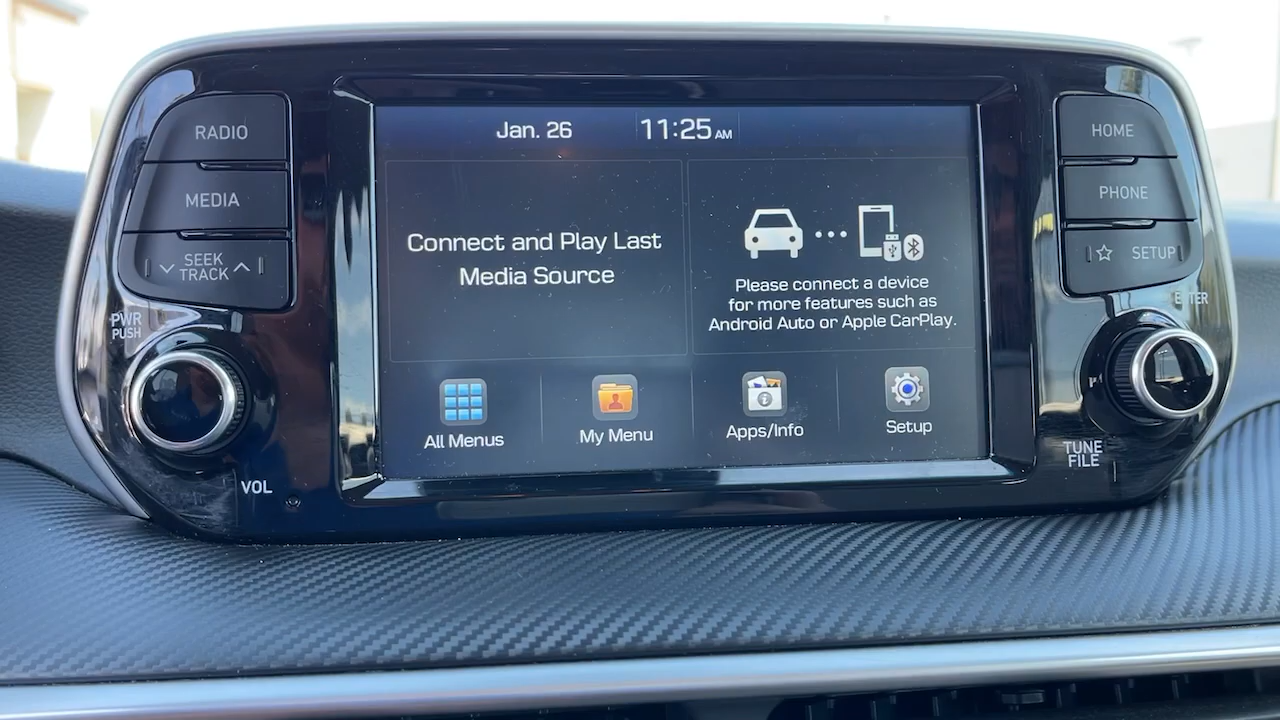 Jan. 26 11:25 AM
RADIO
MEDIA
SEEK
TRACK
PWR
PUSH
VOL
Connect and Play Last
Media Source
Please connect a device
for more features such as
Android Auto or Apple CarPlay.
All Menus
My Menu
Apps/Info
Setup
HOME
PHONE
SETUP
ENTER
TUNE
FILE